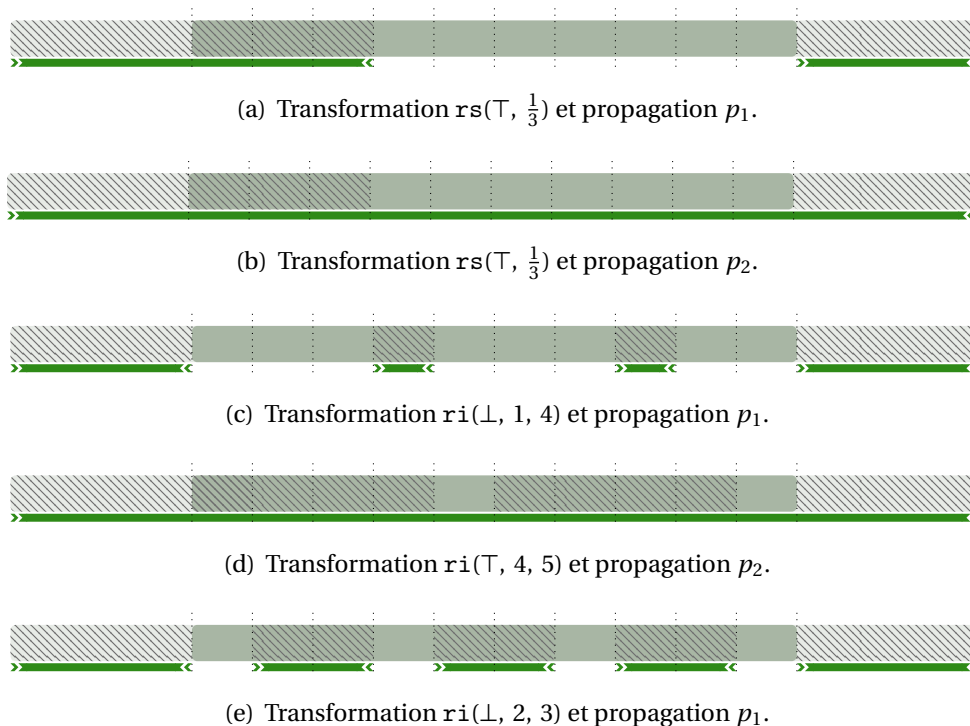 (a) Transformation rs(⊤, 1/3) et propagation p₁.
(b) Transformation rs(⊤, 1/3) et propagation p₂.
(c) Transformation ri(⊥, 1, 4) et propagation p₁.
(d) Transformation ri(⊤, 4, 5) et propagation p₂.
(e) Transformation ri(⊥, 2, 3) et propagation p₁.